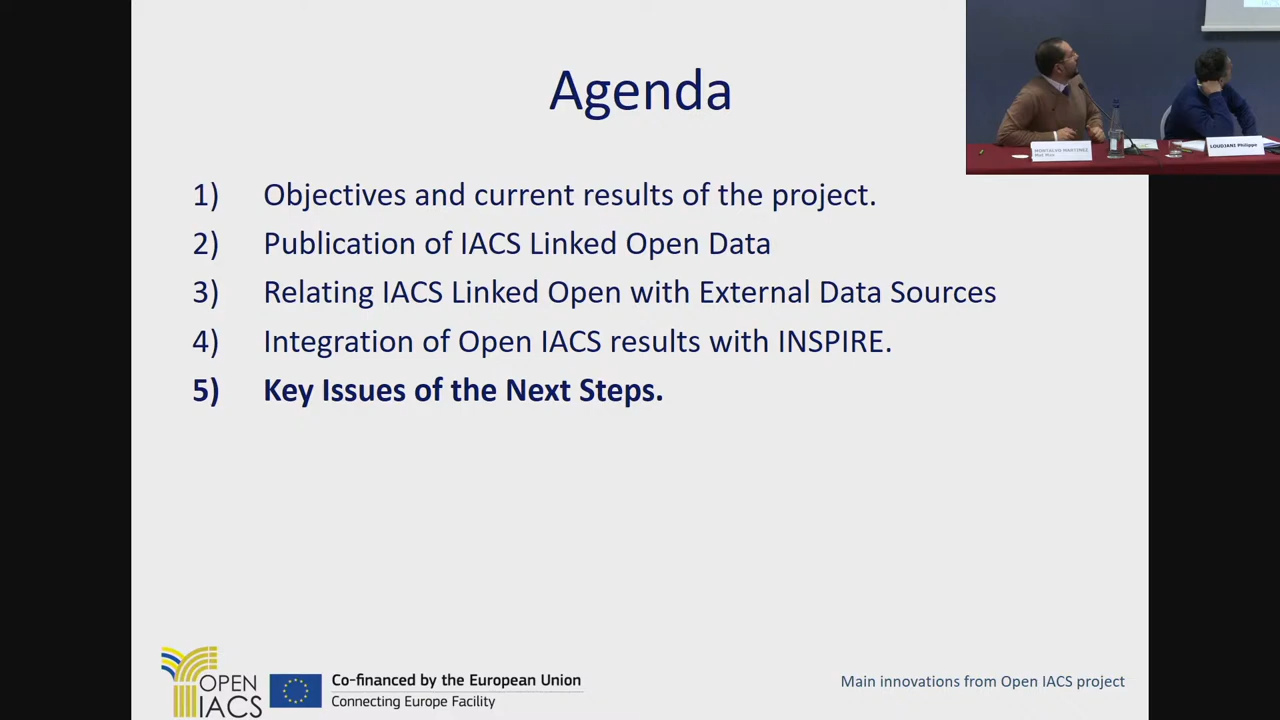 Agenda
1) Objectives and current results of the project.
2) Publication of IACS Linked Open Data
3) Relating IACS Linked Open with External Data Sources
4) Integration of Open IACS results with INSPIRE.
5) Key Issues of the Next Steps.
OPEN
IACS
Co-financed by the European Union
Connecting Europe Facility
Main innovations from Open IACS project
LOUDJANI Philippe